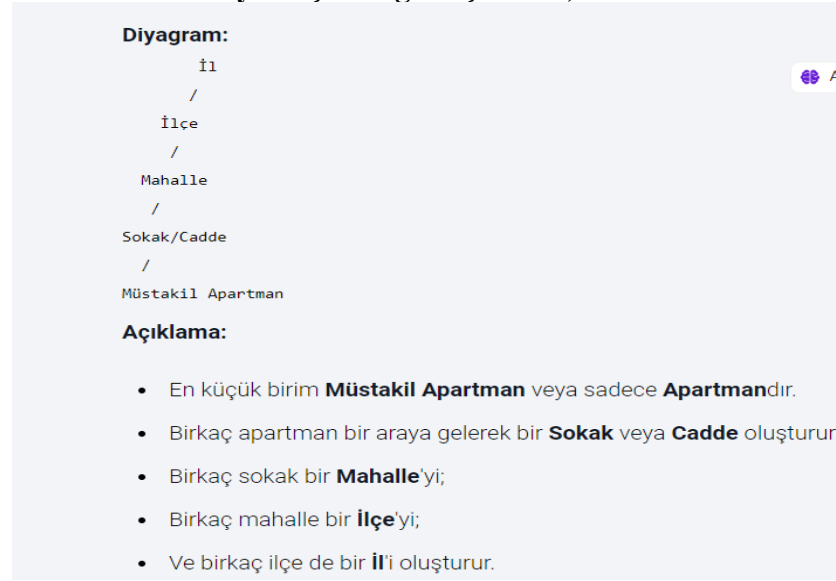 Diyagram:
İl
/
İlçe
/
Mahalle
/
Sokak/Cadde
/
Müstakil Apartman
Açıklama:
• En küçük birim Müstakil Apartman veya sadece Apartmandır.
• Birkaç apartman bir araya gelerek bir Sokak veya Cadde oluşturur
• Birkaç sokak bir Mahalle'yi;
• Birkaç mahalle bir İlçe'yi;
• Ve birkaç ilçe de bir İl'i oluşturur.